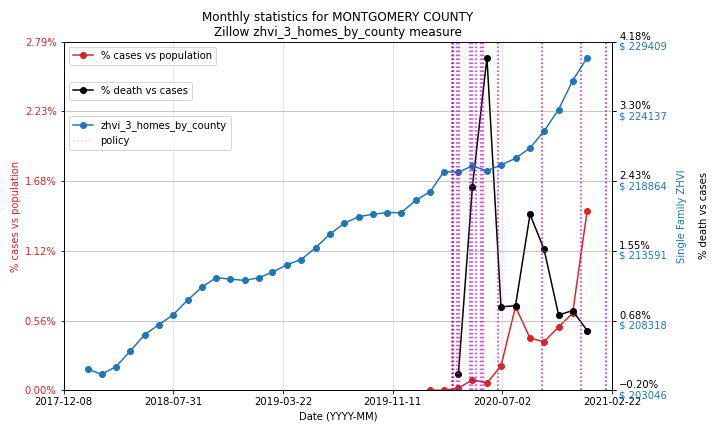 Monthly statistics for MONTGOMERY COUNTY
Zillow zhvi_3_homes_by_county measure
% cases vs population
% death vs cases
zhvi_3_homes_by_county
policy
2.79%
2.23%
1.68%
1.12%
0.56%
0.00%
% cases vs population
4.18%
$ 229409
3.30%
$ 224137
2.43%
$ 218864
1.55%
$ 213591
0.68%
$ 208318
−0.20%
$ 203046
Single Family ZHVI
% death vs cases
2017-12-08
2018-07-31
2019-03-22
2019-11-11
2020-07-02
2021-02-22
Date (YYYY-MM)